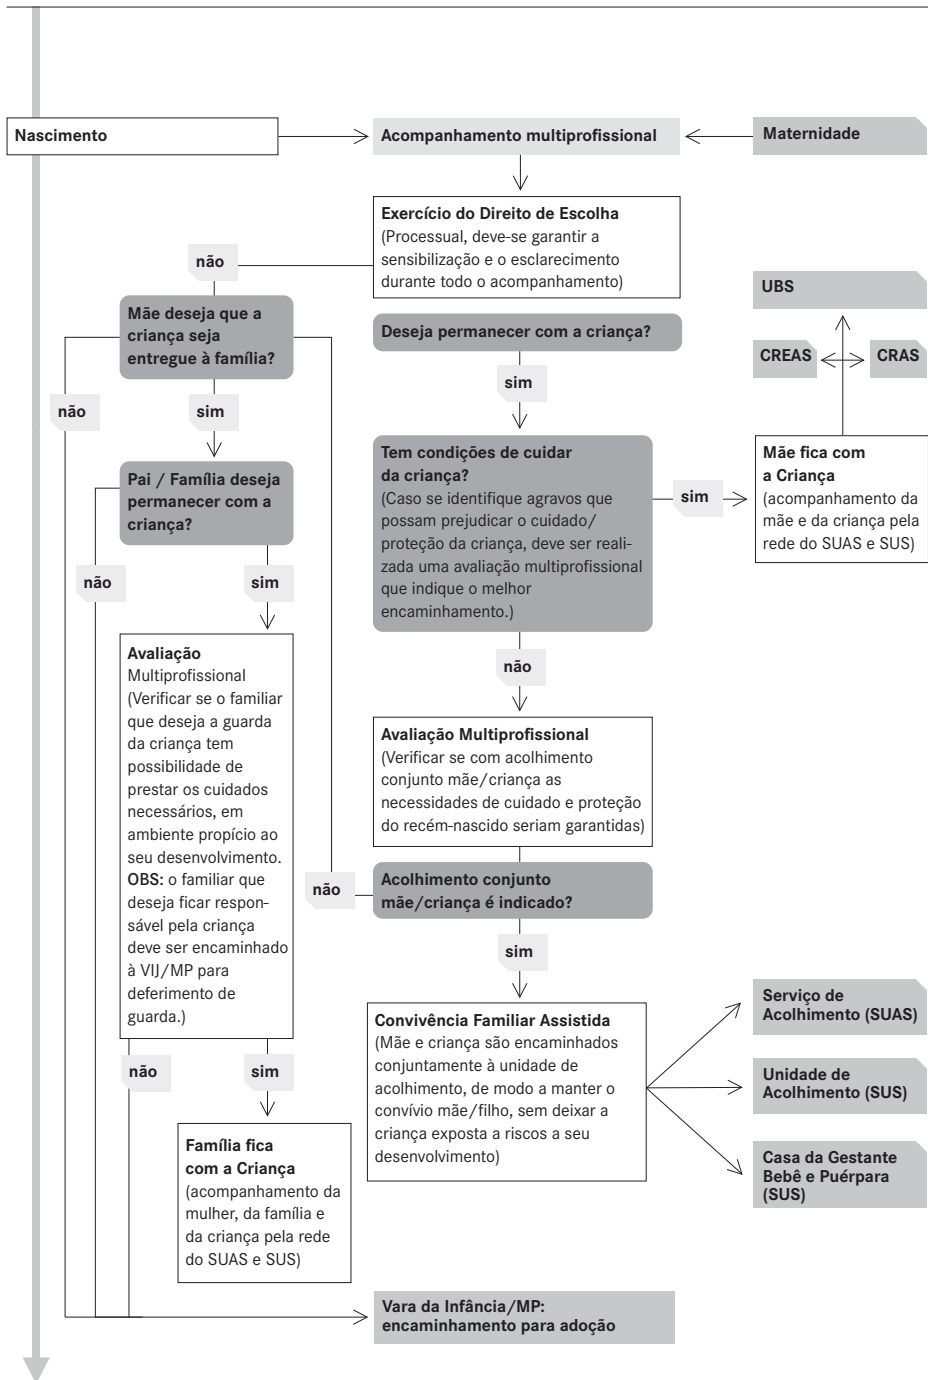 Nascimento
Acompanhamento multiprofissional
Maternidade
Exercício do Direito de Escolha
(Processual, deve-se garantir a
sensibilização e o esclarecimento
durante todo o acompanhamento)
não
Mãe deseja que a
criança seja
entregue à família?
Deseja permanecer com a criança?
UBS
CREAS
CRAS
não
sim
sim
Pai / Família deseja
permanecer com a
criança?
Tem condições de cuidar
da criança?
(Caso se identifique agravos que
possam prejudicar o cuidado/
proteção da criança, deve ser reali-
zada uma avaliação multiprofissional
que indique o melhor
encaminhamento.)
sim
Mãe fica com
a Criança
(acompanhamento da
mãe e da criança pela
rede do SUAS e SUS)
não
sim
Avaliação
Multiprofissional
(Verificar se o familiar
que deseja a guarda
da criança tem
possibilidade de
prestar os cuidados
necessários, em
ambiente propício ao
seu desenvolvimento.
OBS: o familiar que
deseja ficar respon-
sável pela criança
deve ser encaminhado
à VIJ/MP para
deferimento de
guarda.)
não
Avaliação Multiprofissional
(Verificar se com acolhimento
conjunto mãe/criança as
necessidades de cuidado e proteção
do recém-nascido seriam garantidas)
não
Acolhimento conjunto
mãe/criança é indicado?
sim
Convivência Familiar Assistida
(Mãe e criança são encaminhados
conjuntamente à unidade de
acolhimento, de modo a manter o
convívio mãe/filho, sem deixar a
criança exposta a riscos a seu
desenvolvimento)
Serviço de
Acolhimento (SUAS)
Unidade de
Acolhimento (SUS)
Casa da Gestante
Bebê e Puérpara
(SUS)
não
sim
Família fica
com a Criança
(acompanhamento da
mulher, da família e
da criança pela rede
do SUAS e SUS)
Vara da Infância/MP:
encaminhamento para adoção